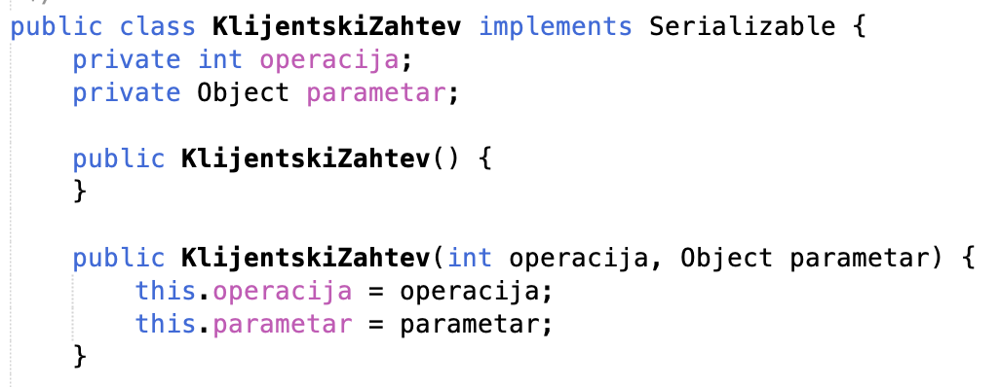 public class KlijentskiZahtev implements Serializable {
    private int operacija;
    private Object parametar;
    public KlijentskiZahtev() {
    }
    public KlijentskiZahtev(int operacija, Object parametar) {
        this.operacija = operacija;
        this.parametar = parametar;
    }